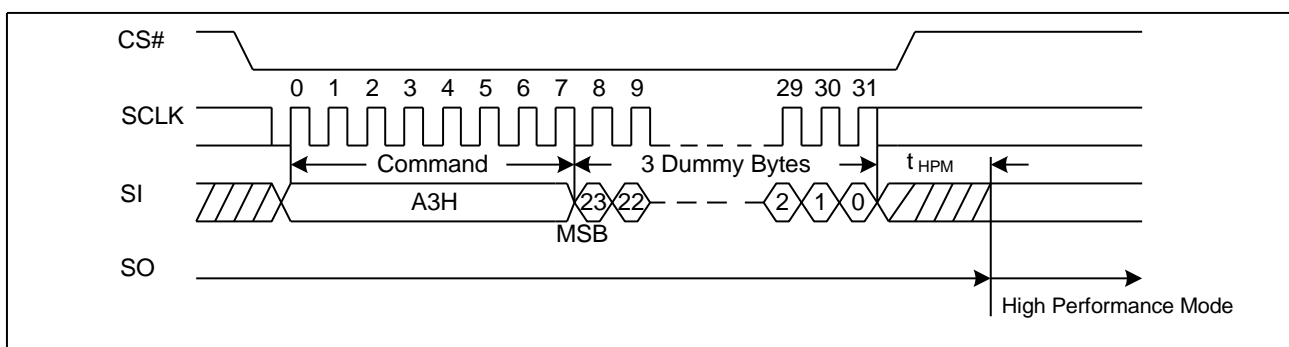 CS#
0 1 2 3 4 5 6 7 8 9 29 30 31
SCLK
Command 3 Dummy Bytes t HPM
SI A3H 23 22 2 1 0
MSB
SO
High Performance Mode